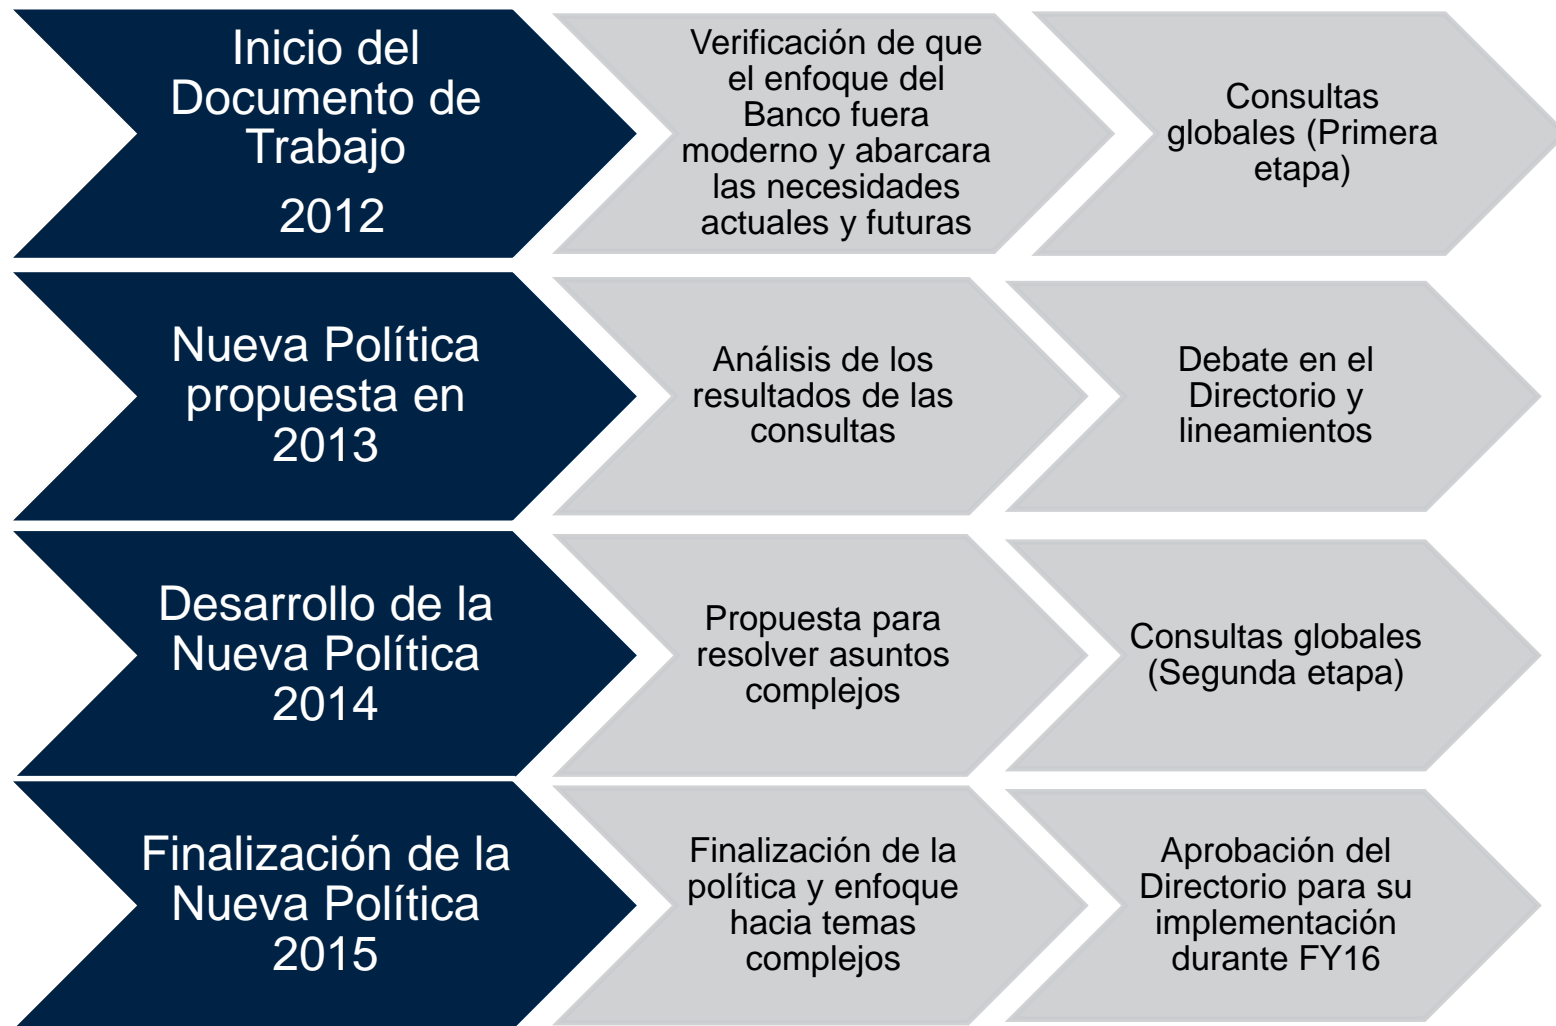 Inicio del
Documento de
Trabajo
2012
Verificación de que
el enfoque del
Banco fuera
moderno y abarcara
las necesidades
actuales y futuras
Consultas
globales (Primera
etapa)
Nueva Política
propuesta en
2013
Análisis de los
resultados de las
consultas
Debate en el
Directorio y
lineamientos
Desarrollo de la
Nueva Política
2014
Propuesta para
resolver asuntos
complejos
Consultas globales
(Segunda etapa)
Finalización de la
Nueva Política
2015
Finalización de la
política y enfoque
hacia temas
complejos
Aprobación del
Directorio para su
implementación
durante FY16